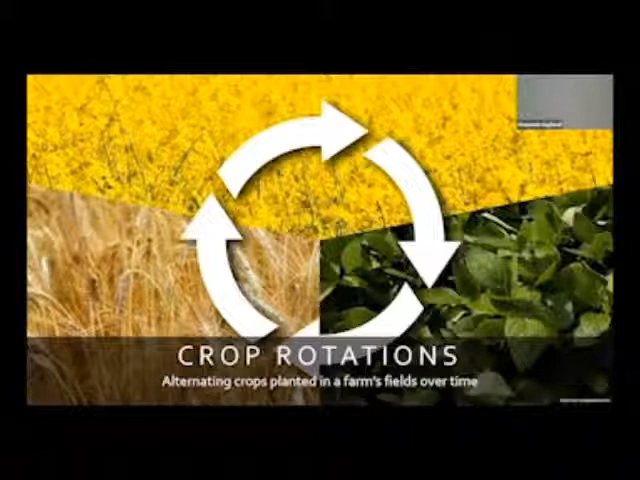 CROP ROTATIONS
Alternating crops planted in a farm's fields over time